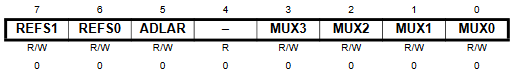 7 6 5 4 3 2 1 0
REFS1 REFS0 ADLAR – MUX3 MUX2 MUX1 MUX0
R/W R/W R/W R R/W R/W R/W R/W
0 0 0 0 0 0 0 0